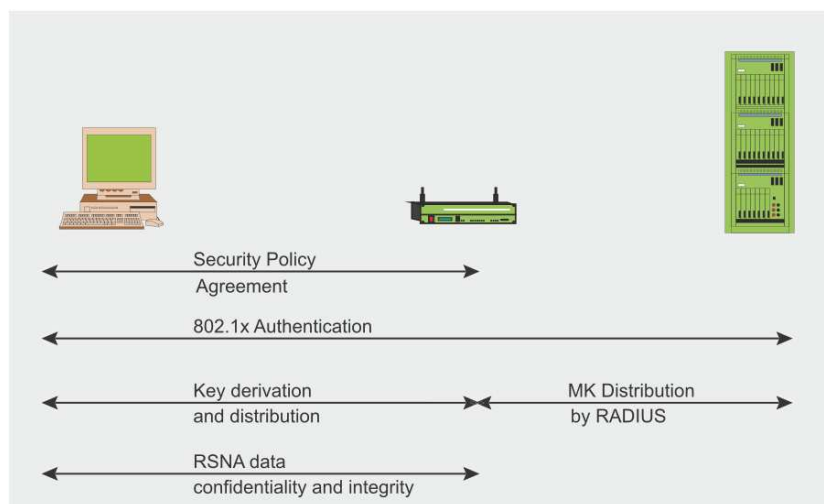 Security Policy
Agreement
802.1x Authentication
Key derivation
and distribution
MK Distribution
by RADIUS
RSNA data
confidentiality and integrity